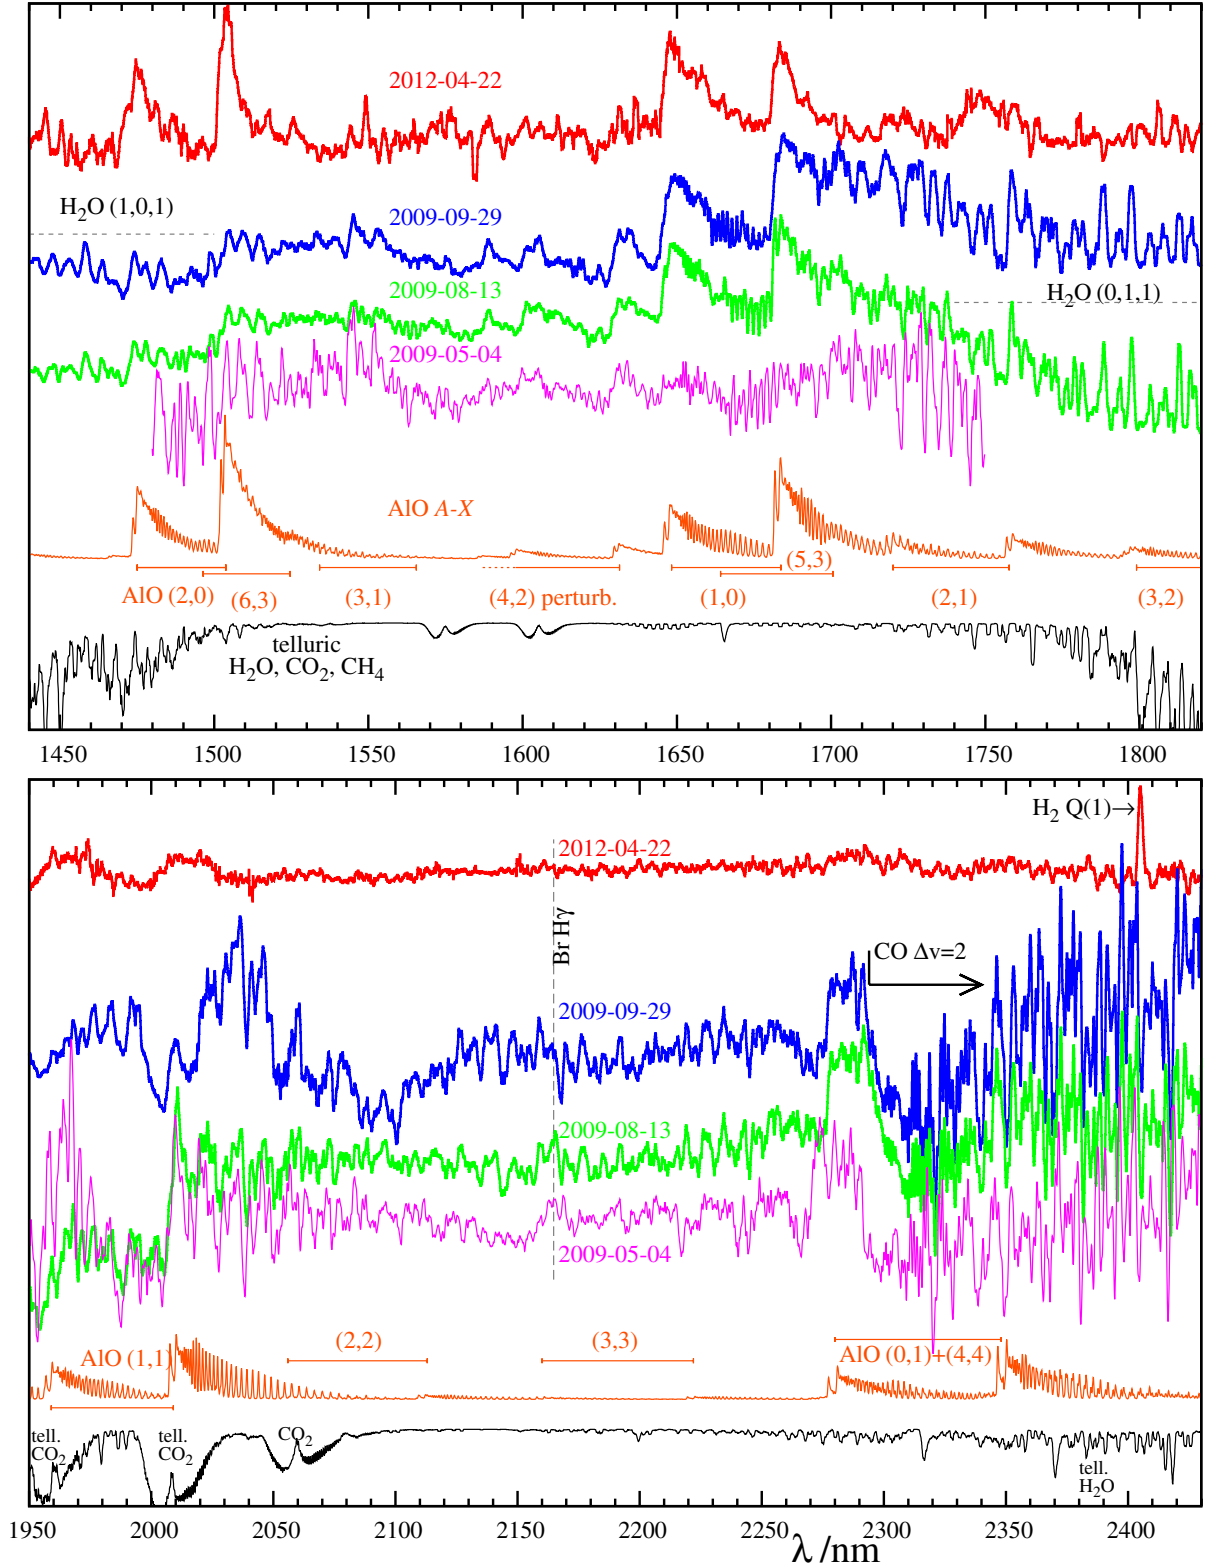 2012-04-22
H₂O (1,0,1)
2009-09-29
2009-08-13
H₂O (0,1,1)
2009-05-04
AlO A-X
(5,3)
AlO (2,0)
(6,3)
(3,1)
(4,2) perturb.
(1,0)
(2,1)
(3,2)
telluric
H₂O, CO₂, CH₄
1450 1500 1550 1600 1650 1700 1750 1800
H₂ Q(1)→
2012-04-22
Br Hγ
CO Δv=2
2009-09-29
2009-08-13
2009-05-04
AlO (1,1)
(2,2)
(3,3)
AlO (0,1)+(4,4)
tell.
CO₂
tell.
CO₂
CO₂
tell.
H₂O
1950 2000 2050 2100 2150 2200 2250 2300 2350 2400
λ /nm